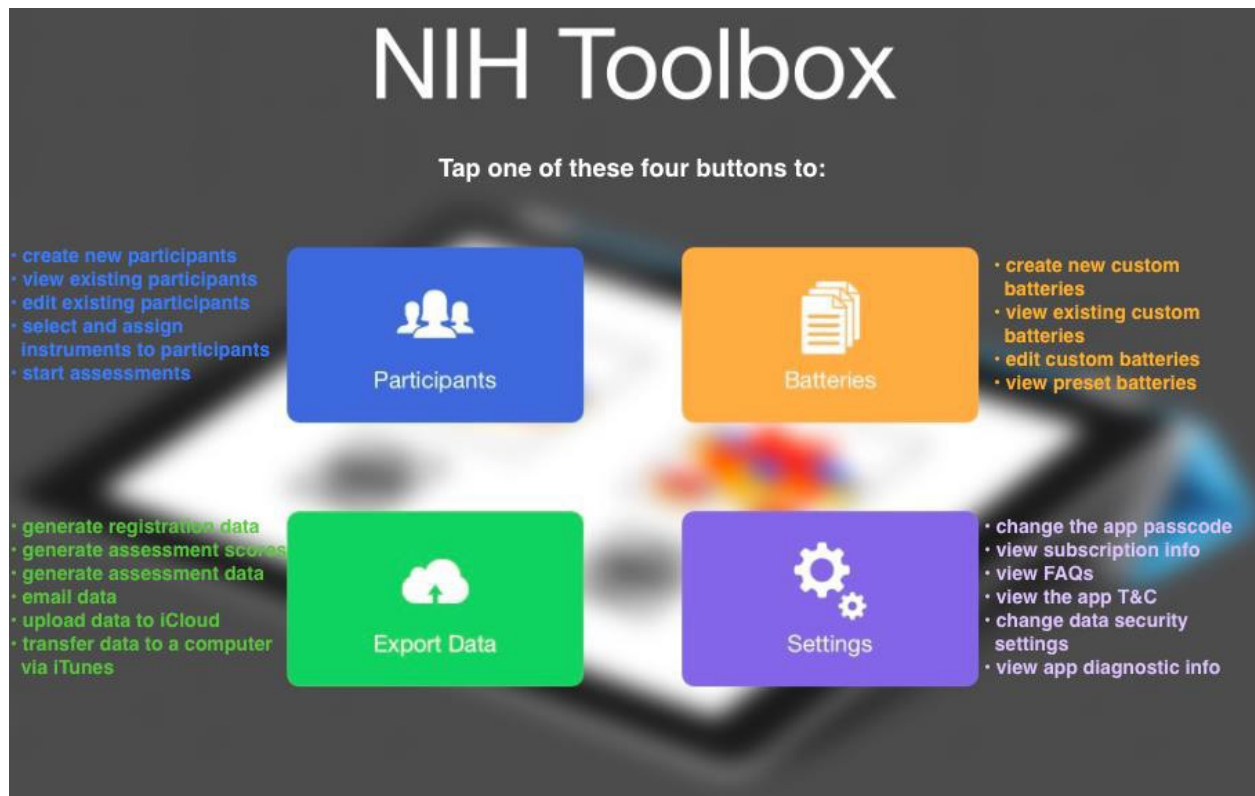 NIH Toolbox
Tap one of these four buttons to:
• create new participants
• view existing participants
• edit existing participants
• select and assign
instruments to participants
• start assessments
Participants
Batteries
• create new custom
batteries
• view existing custom
batteries
• edit custom batteries
• view preset batteries
• generate registration data
• generate assessment scores
• generate assessment data
• email data
• upload data to iCloud
• transfer data to a computer
via iTunes
Export Data
Settings
• change the app passcode
• view subscription info
• view FAQs
• view the app T&C
• change data security
settings
• view app diagnostic info